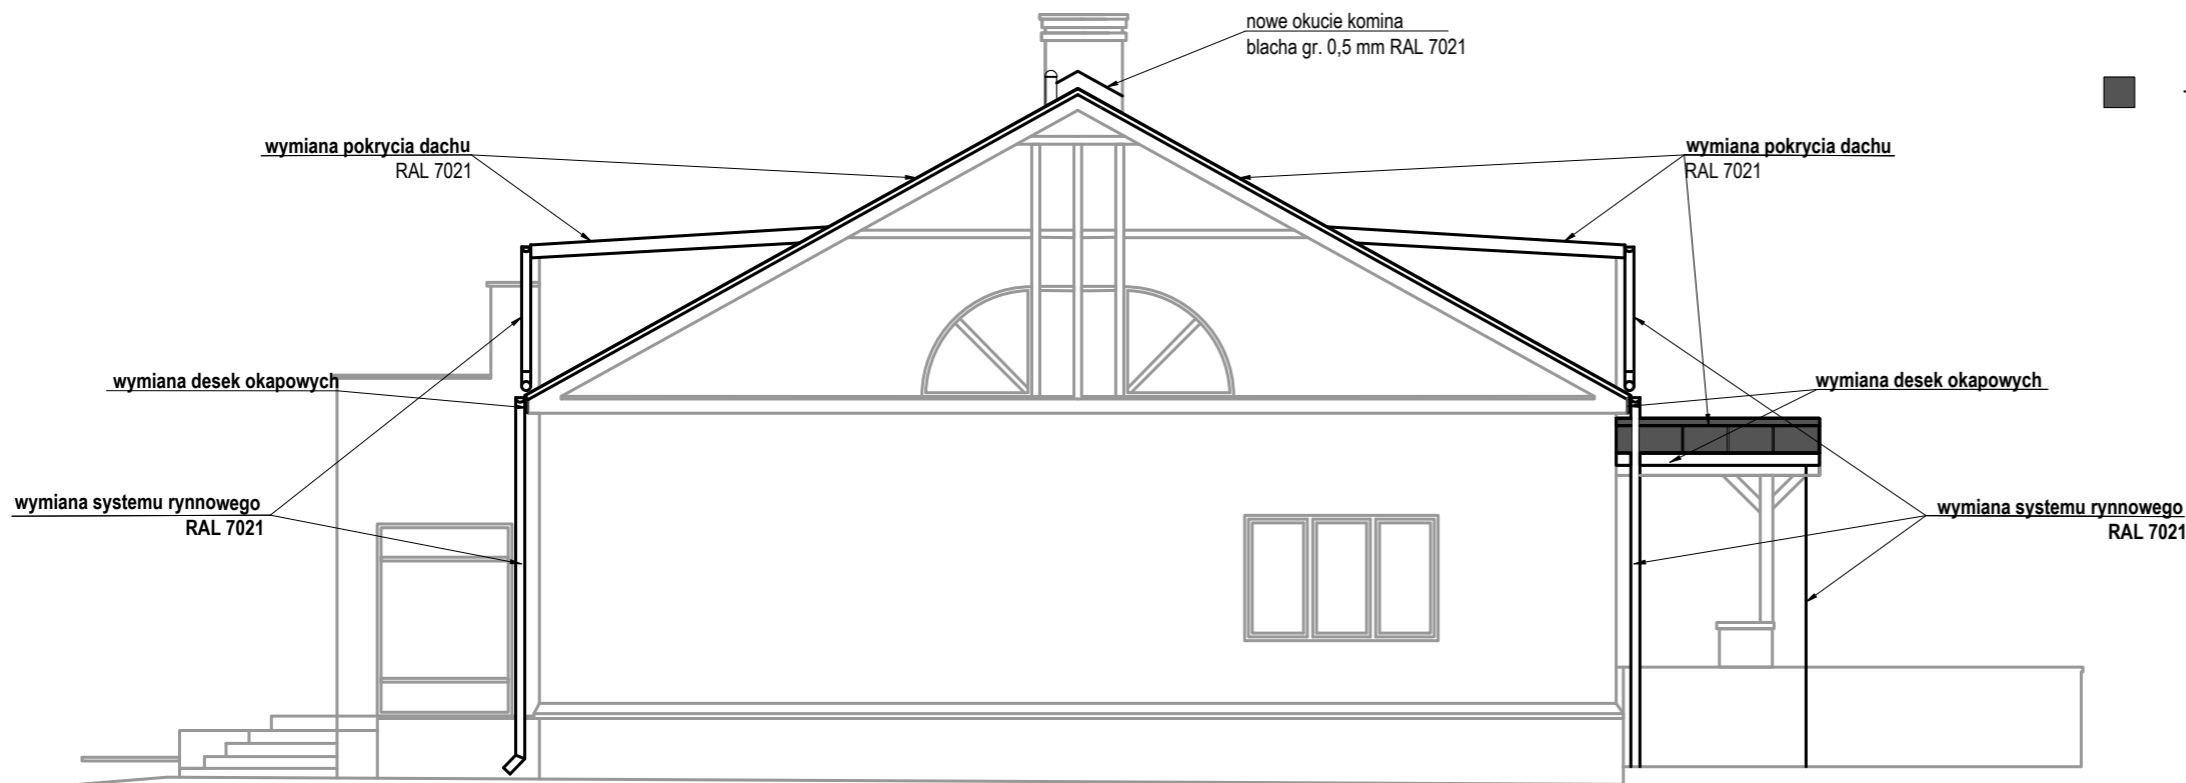 nowe okucie komina
blacha gr. 0,5 mm RAL 7021
wymiana pokrycia dachu
RAL 7021
wymiana pokrycia dachu
RAL 7021
wymiana desek okapowych
wymiana desek okapowych
wymiana systemu rynnowego
RAL 7021
wymiana systemu rynnowego
RAL 7021